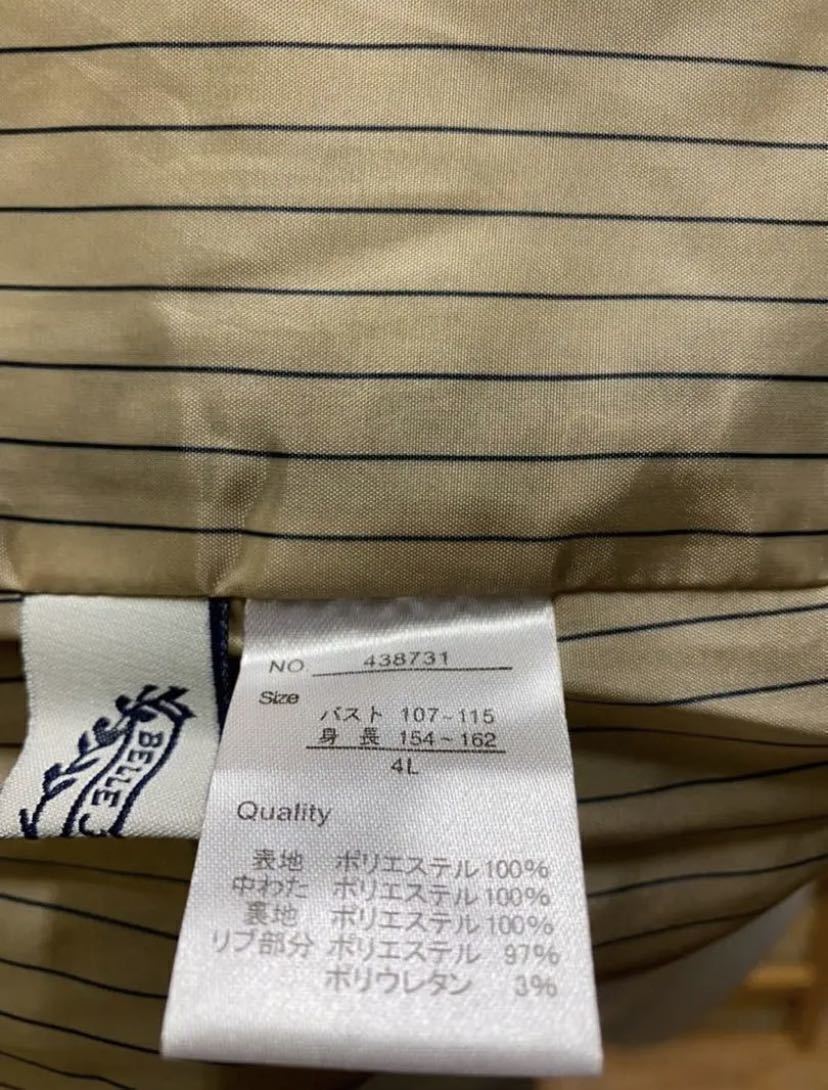 NO. 438731
Size
バスト 107~115
身長 154~162
4L
Quality
表地 ポリエステル 100%
中わた ポリエステル 100%
裏地 ポリエステル 100%
リブ部分 ポリエステル 97%
ポリウレタン 3%
BELLE